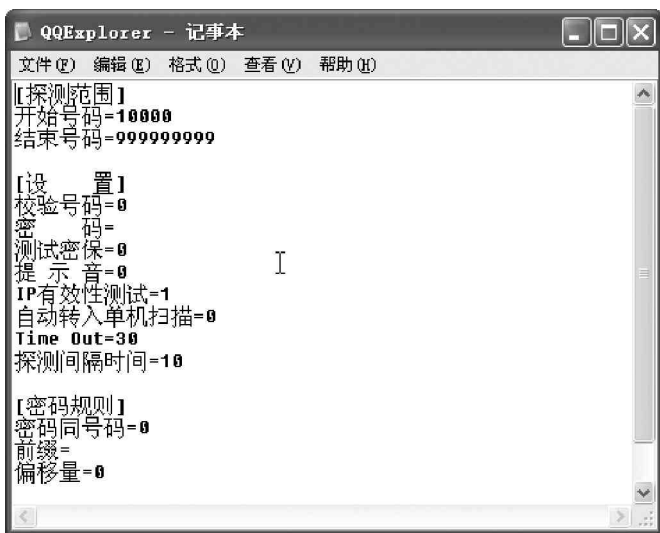 QQExplorer - 记事本
文件(F) 编辑(E) 格式(O) 查看(V) 帮助(H)
[探测范围]
开始号码=10000
结束号码=999999999
[设 置]
校验号码=0
密 码=
测试密保=0
提 示 音=0
IP有效性测试=1
自动转入单机扫描=0
Time Out=30
探测间隔时间=10
[密码规则]
密码同号码=0
前缀=
偏移量=0